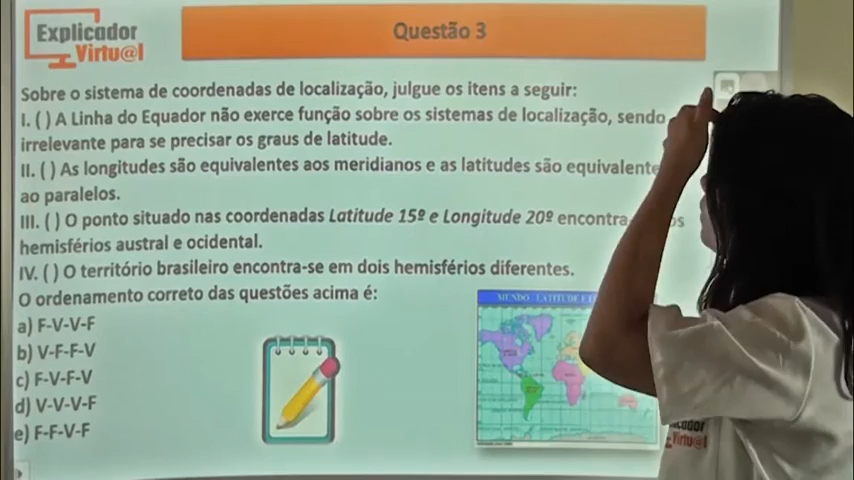 Explicador
Virtu@l
Questão 3
Sobre o sistema de coordenadas de localização, julgue os itens a seguir:
I. ( ) A Linha do Equador não exerce função sobre os sistemas de localização, sendo
irrelevante para se precisar os graus de latitude.
II. ( ) As longitudes são equivalentes aos meridianos e as latitudes são equivalente
ao paralelos.
III. ( ) O ponto situado nas coordenadas Latitude 15º e Longitude 20º encontra os
hemisférios austral e ocidental.
IV. ( ) O território brasileiro encontra-se em dois hemisférios diferentes.
O ordenamento correto das questões acima é:
a) F-V-V-F
b) V-F-F-V
c) F-V-F-V
d) V-V-V-F
e) F-F-V-F
MUNDO: LATITUDE E
Explicador
Virtu@l